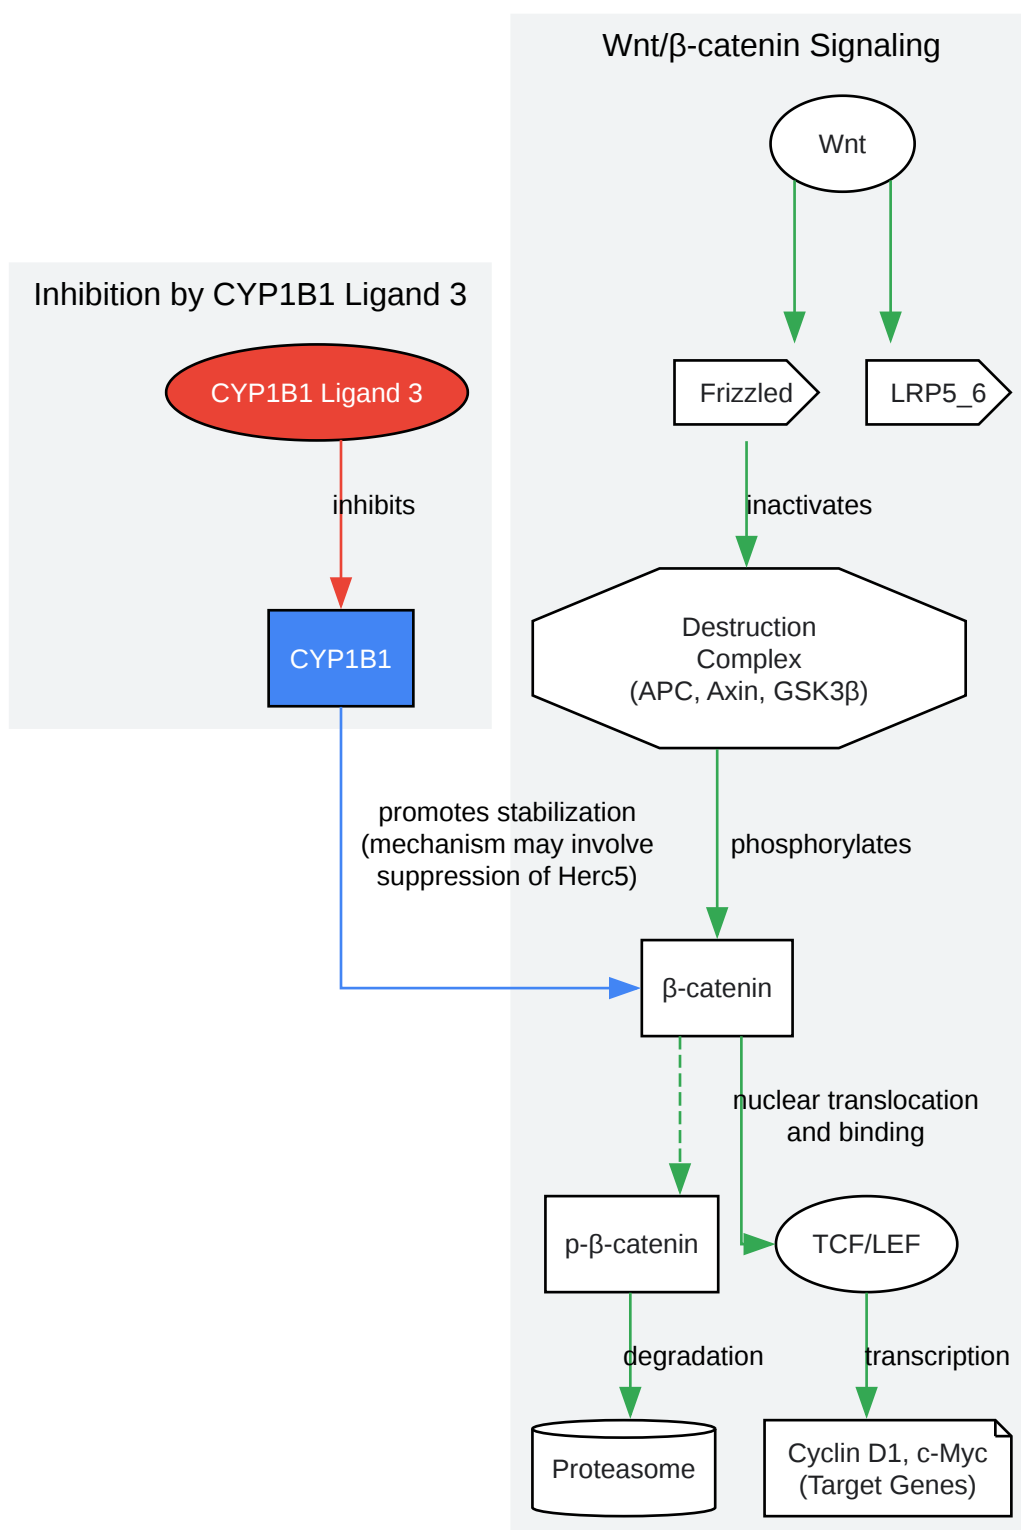 Wnt/β-catenin Signaling
Wnt
Inhibition by CYP1B1 Ligand 3
CYP1B1 Ligand 3
Frizzled
LRP5_6
inhibits
inactivates
CYP1B1
Destruction
Complex
(APC, Axin, GSK3β)
promotes stabilization
(mechanism may involve
suppression of Herc5)
phosphorylates
β-catenin
nuclear translocation
and binding
p-β-catenin
TCF/LEF
degradation
transcription
Proteasome
Cyclin D1, c-Myc
(Target Genes)